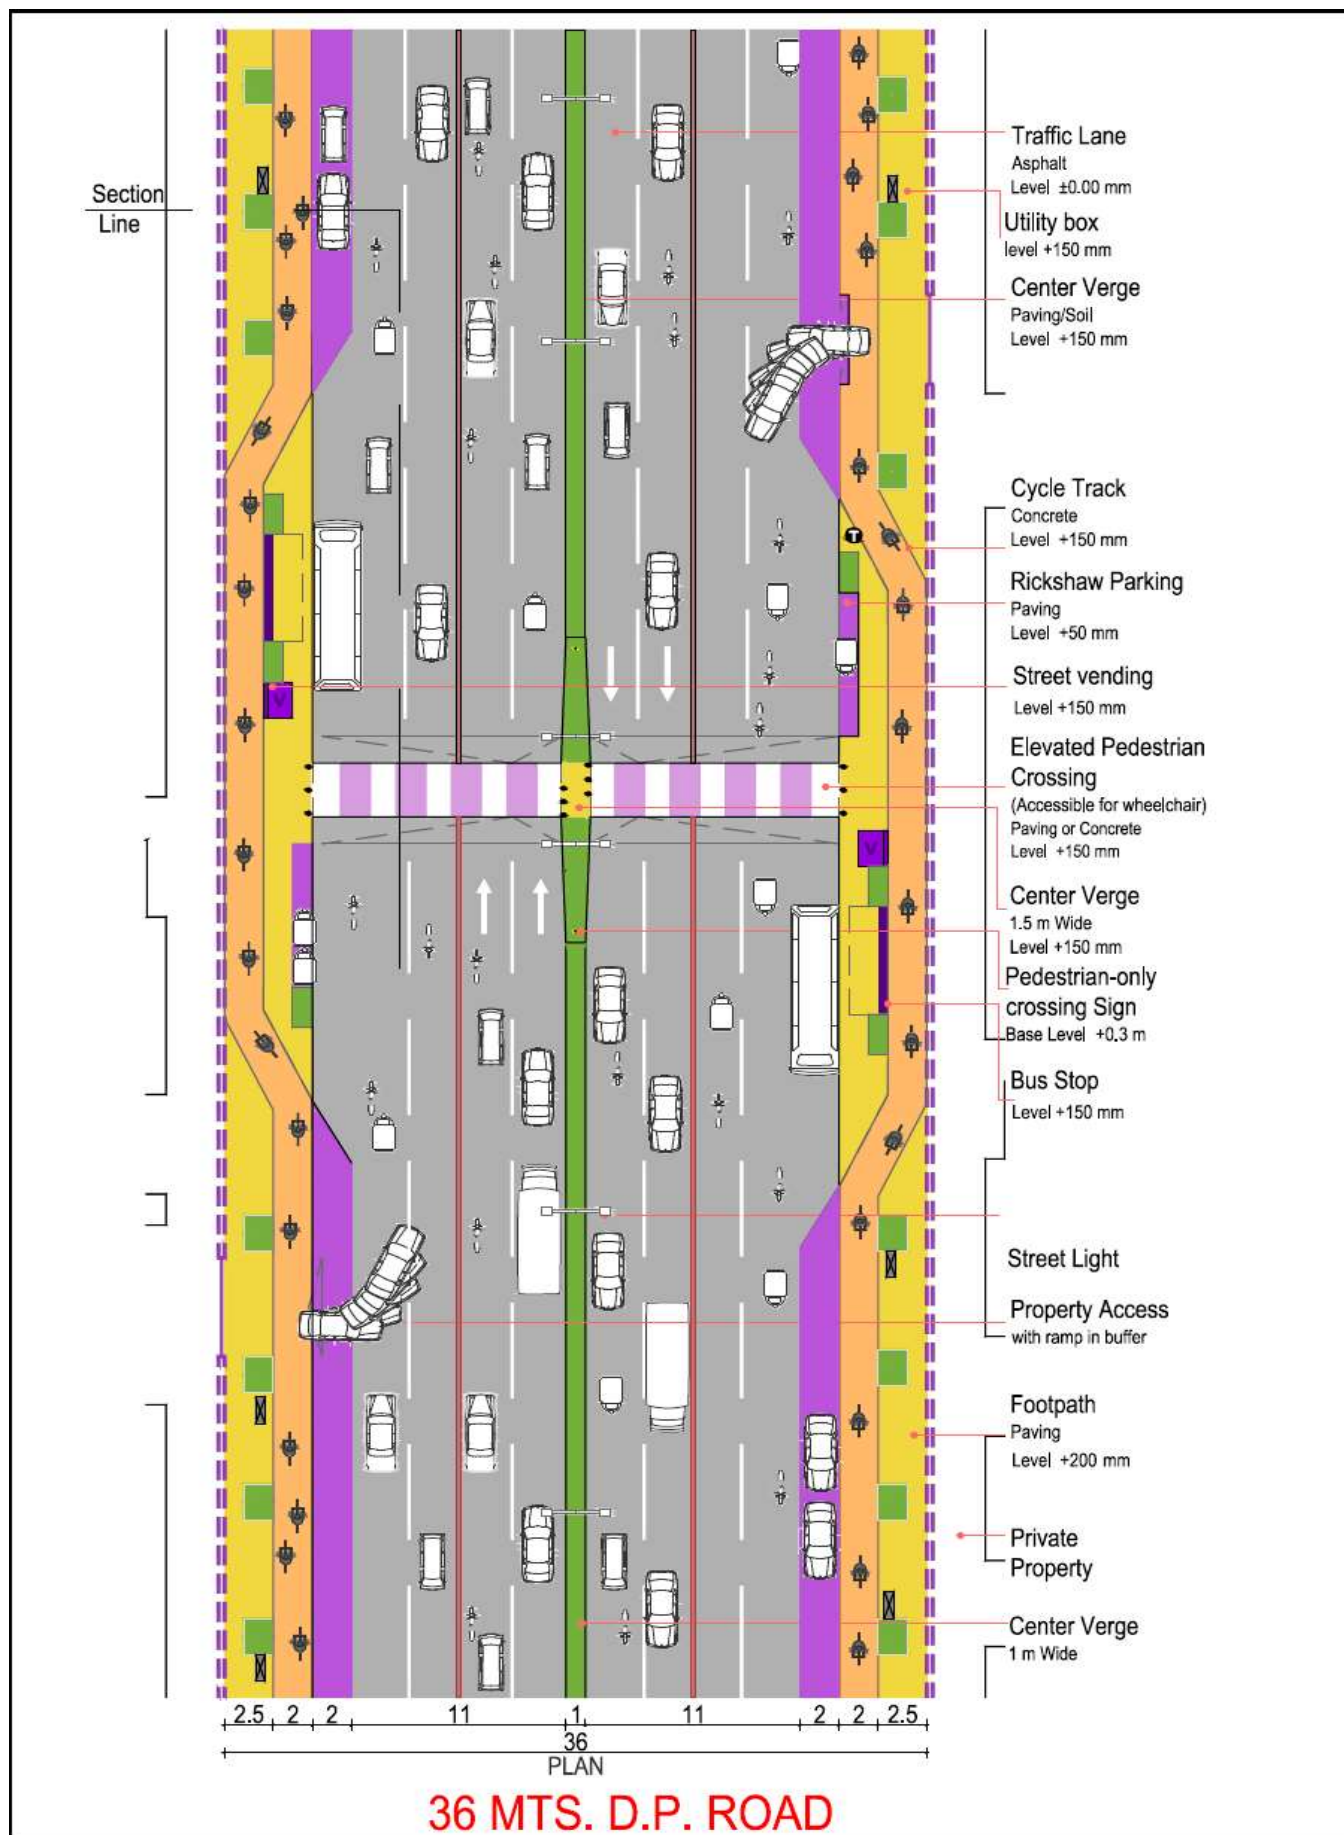 Section
Line
Traffic Lane
Asphalt
Level ±0.00 mm
Utility box
level +150 mm
Center Verge
Paving/Soil
Level +150 mm
Cycle Track
Concrete
Level +150 mm
T
Rickshaw Parking
Paving
Level +50 mm
Street vending
Level +150 mm
V
Elevated Pedestrian
Crossing
(Accessible for wheelchair)
Paving or Concrete
Level +150 mm
V
Center Verge
1.5 m Wide
Level +150 mm
Pedestrian-only
crossing Sign
Base Level +0.3 m
Bus Stop
Level +150 mm
Street Light
Property Access
with ramp in buffer
Footpath
Paving
Level +200 mm
Private
Property
Center Verge
1 m Wide
2.5 2 2 11 1 11 2 2 2.5
36
PLAN
36 MTS. D.P. ROAD